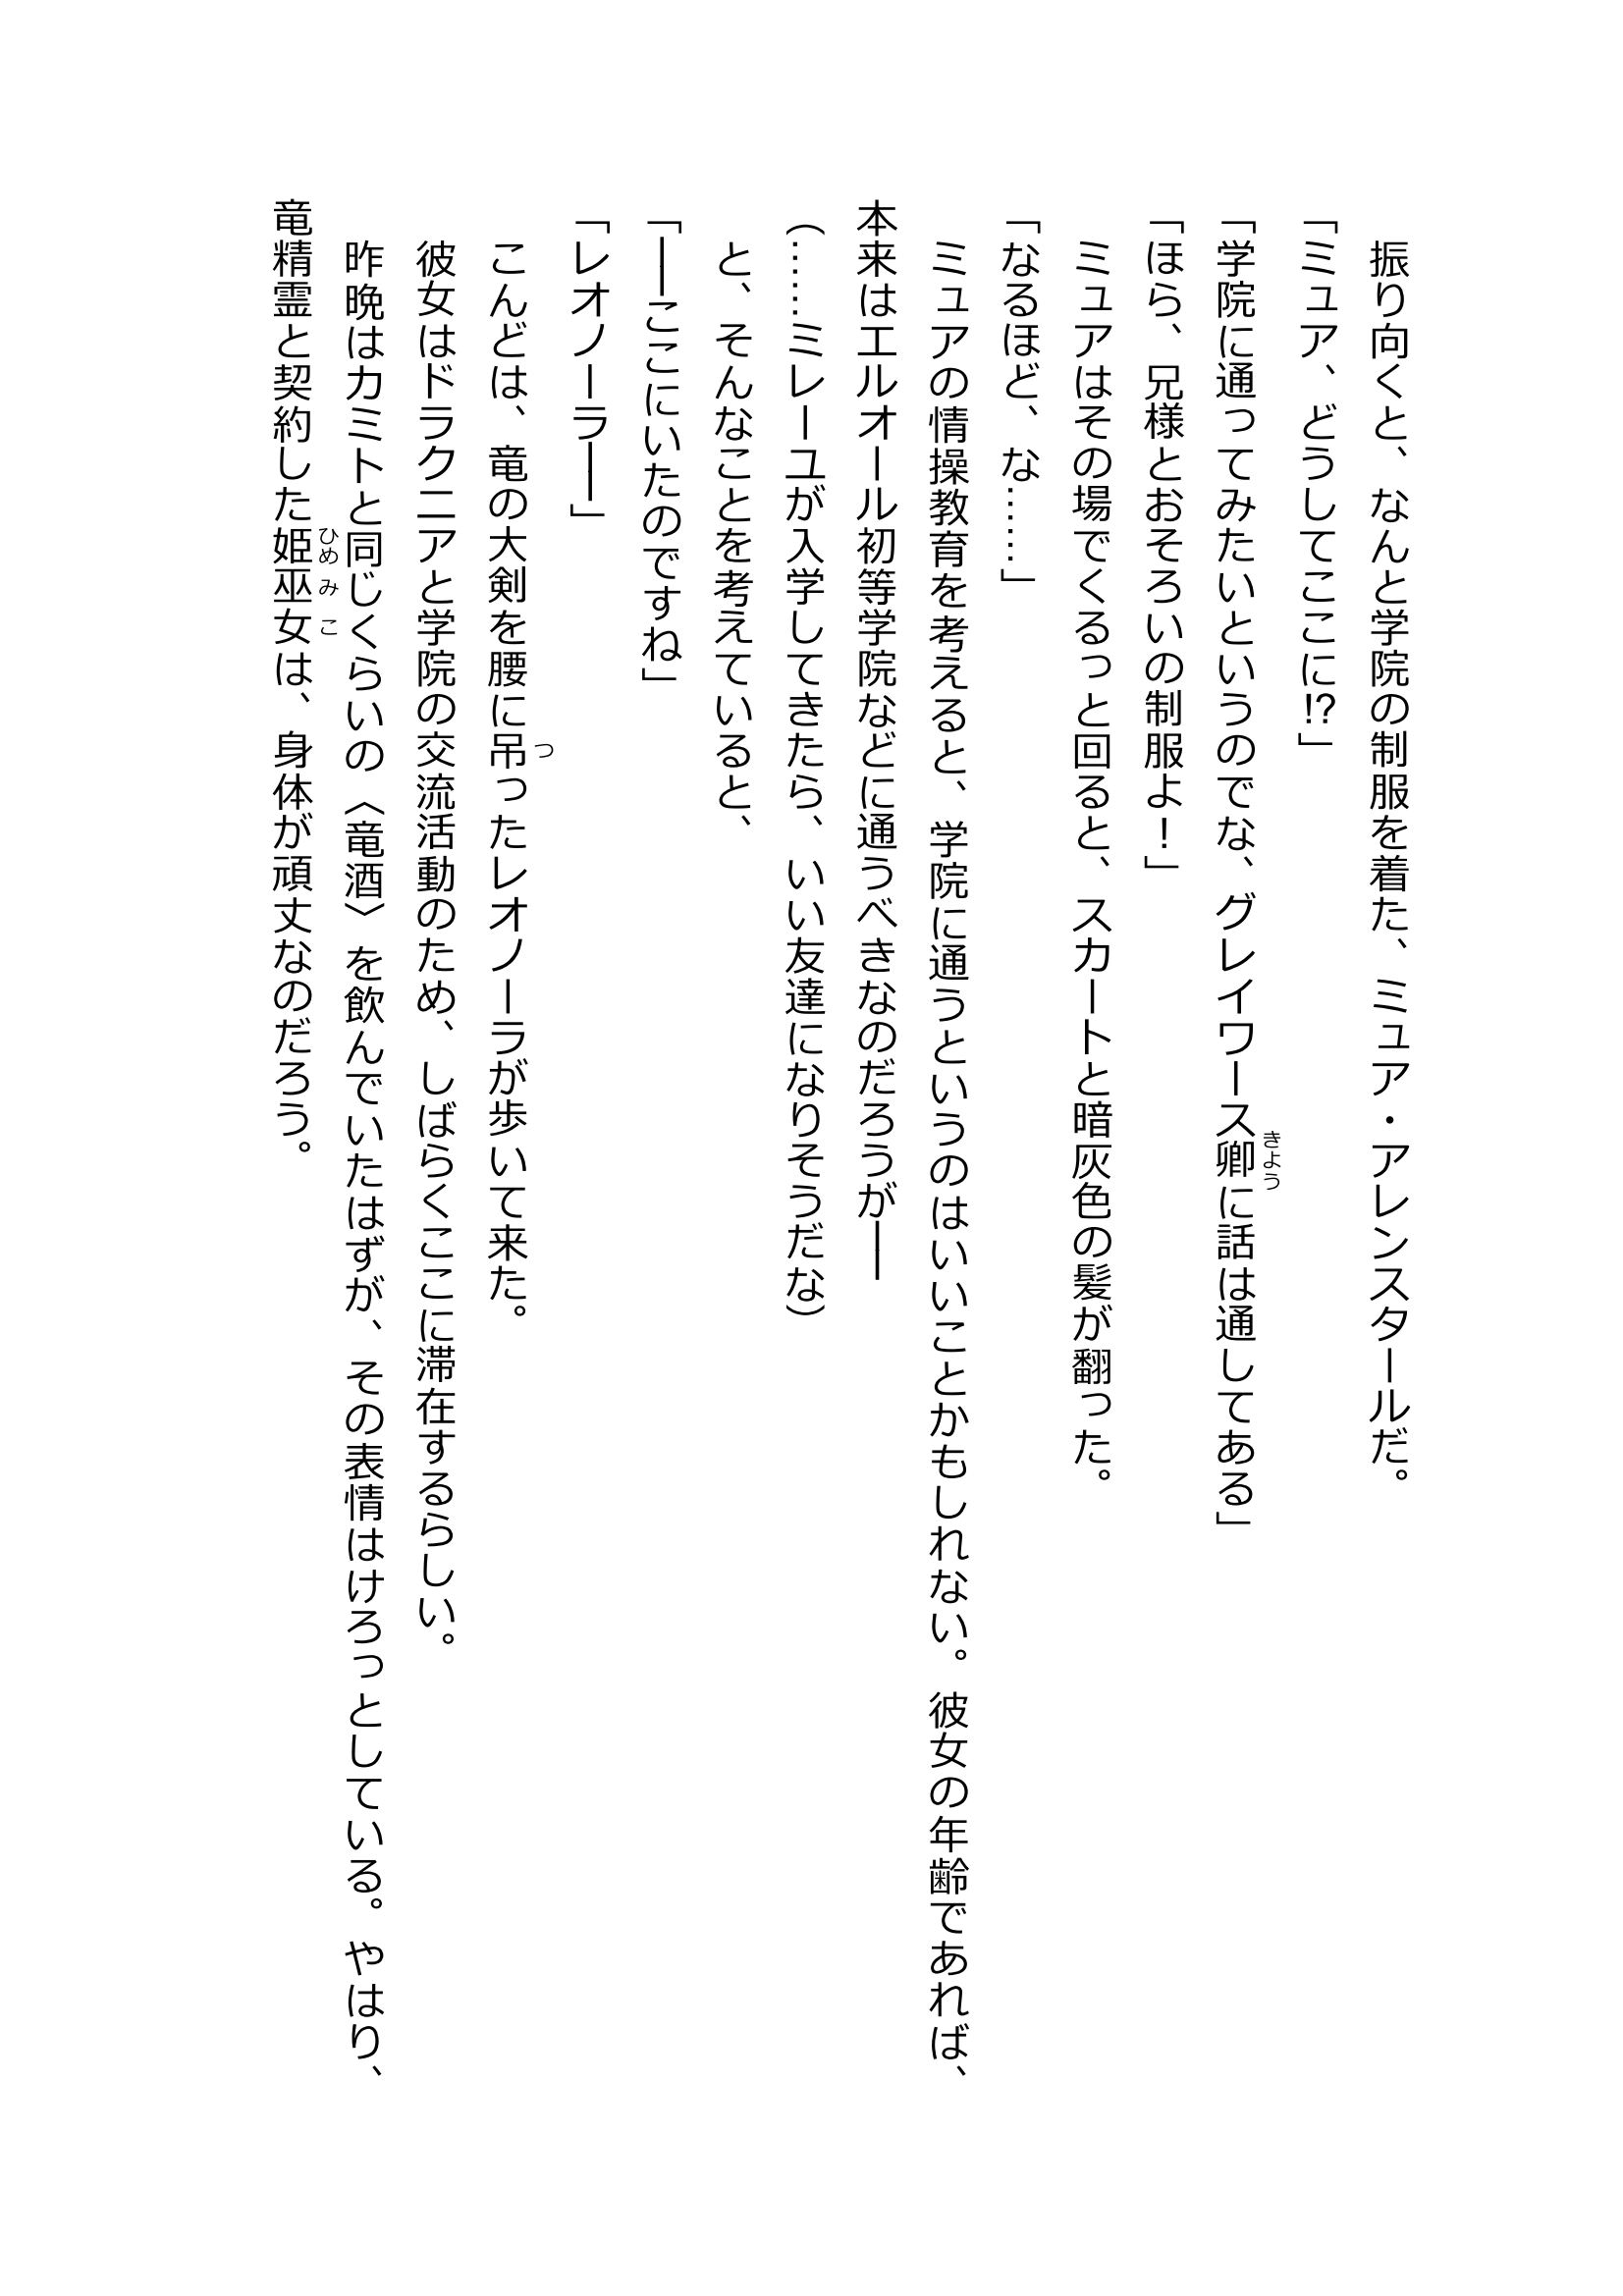 振り向くと、なんと学院の制服を着た、ミュア・アレンスタールだ。
「ミュア、どうしてここに!?」
「学院に通ってみたいというのでな、グレイワース卿に話は通してある」
「ほら、兄様とおそろいの制服よ！」
ミュアはその場でくるっと回ると、スカートと暗灰色の髪が翻った。
「なるほど、な……」
ミュアの情操教育を考えると、学院に通うというのはいいことかもしれない。彼女の年齢であれば、
本来はエルオール初等学院などに通うべきなのだろうが──
（……ミレーユが入学してきたら、いい友達になりそうだな）
と、そんなことを考えていると、
「──ここにいたのですね」
「レオノーラ──」
こんどは、竜の大剣を腰に吊ったレオノーラが歩いて来た。
彼女はドラクニアと学院の交流活動のため、しばらくここに滞在するらしい。
昨晩はカミトと同じくらいの〈竜酒〉を飲んでいたはずが、その表情はけろっとしている。やはり、
竜精霊と契約した姫巫女は、身体が頑丈なのだろう。